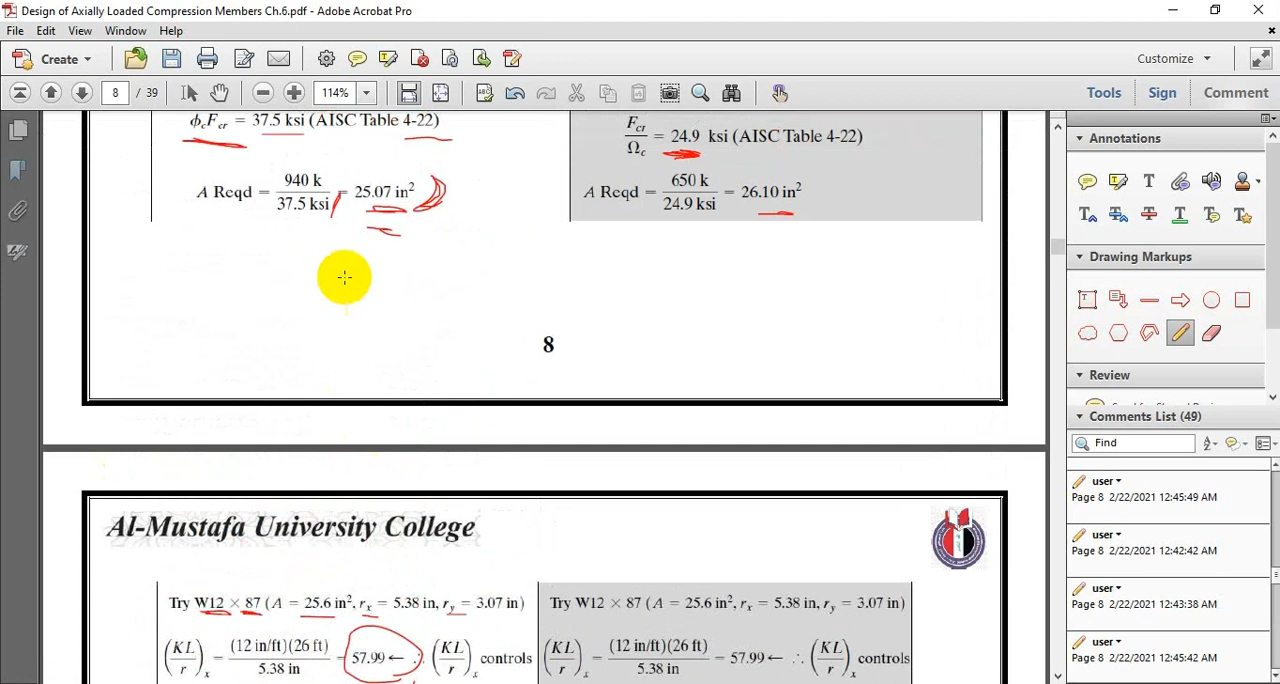 Design of Axially Loaded Compression Members Ch.6.pdf - Adobe Acrobat Pro
File Edit View Window Help
Create Customize
8 / 39 114% Tools Sign Comment
ϕcFcr = 37.5 ksi (AISC Table 4-22)
Fcr/Ωc = 24.9 ksi (AISC Table 4-22)
A Reqd = 940 k / 37.5 ksi = 25.07 in²
A Reqd = 650 k / 24.9 ksi = 26.10 in²
8
Al-Mustafa University College
Try W12 × 87 (A = 25.6 in², rx = 5.38 in, ry = 3.07 in)
(KL/r)x = (12 in/ft)(26 ft) / 5.38 in = 57.99 ← ∴ (KL/r)x controls
Try W12 × 87 (A = 25.6 in², rx = 5.38 in, ry = 3.07 in)
(KL/r)x = (12 in/ft)(26 ft) / 5.38 in = 57.99 ← ∴ (KL/r)x controls
Annotations
Drawing Markups
Review
Comments List (49)
Find
user
Page 8 2/22/2021 12:45:49 AM
user
Page 8 2/22/2021 12:42:42 AM
user
Page 8 2/22/2021 12:43:38 AM
user
Page 8 2/22/2021 12:45:42 AM